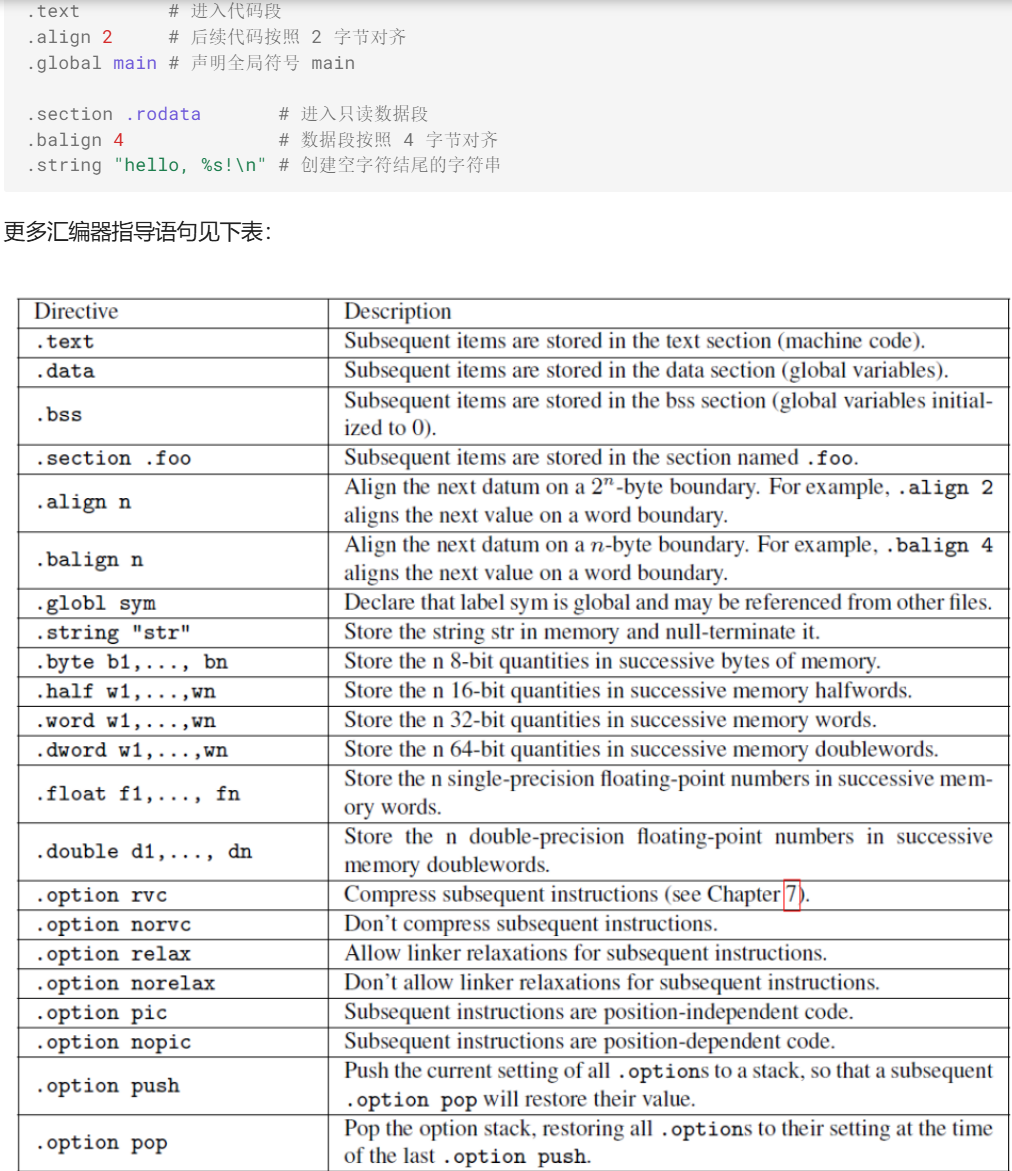 .text # 进入代码段
.align 2 # 后续代码按照 2 字节对齐
.global main # 声明全局符号 main
.section .rodata # 进入只读数据段
.balign 4 # 数据段按照 4 字节对齐
.string "hello, %s!\n" # 创建空字符结尾的字符串
更多汇编器指导语句见下表：
Directive Description
.text Subsequent items are stored in the text section (machine code).
.data Subsequent items are stored in the data section (global variables).
.bss Subsequent items are stored in the bss section (global variables initial-
ized to 0).
.section .foo Subsequent items are stored in the section named .foo.
.align n Align the next datum on a 2ⁿ-byte boundary. For example, .align 2
aligns the next value on a word boundary.
.balign n Align the next datum on a n-byte boundary. For example, .balign 4
aligns the next value on a word boundary.
.globl sym Declare that label sym is global and may be referenced from other files.
.string "str" Store the string str in memory and null-terminate it.
.byte b1,..., bn Store the n 8-bit quantities in successive bytes of memory.
.half w1,...,wn Store the n 16-bit quantities in successive memory halfwords.
.word w1,...,wn Store the n 32-bit quantities in successive memory words.
.dword w1,...,wn Store the n 64-bit quantities in successive memory doublewords.
.float f1,..., fn Store the n single-precision floating-point numbers in successive mem-
ory words.
.double d1,..., dn Store the n double-precision floating-point numbers in successive
memory doublewords.
.option rvc Compress subsequent instructions (see Chapter 7).
.option norvc Don't compress subsequent instructions.
.option relax Allow linker relaxations for subsequent instructions.
.option norelax Don't allow linker relaxations for subsequent instructions.
.option pic Subsequent instructions are position-independent code.
.option nopic Subsequent instructions are position-dependent code.
.option push Push the current setting of all .options to a stack, so that a subsequent
.option pop will restore their value.
.option pop Pop the option stack, restoring all .options to their setting at the time
of the last .option push.